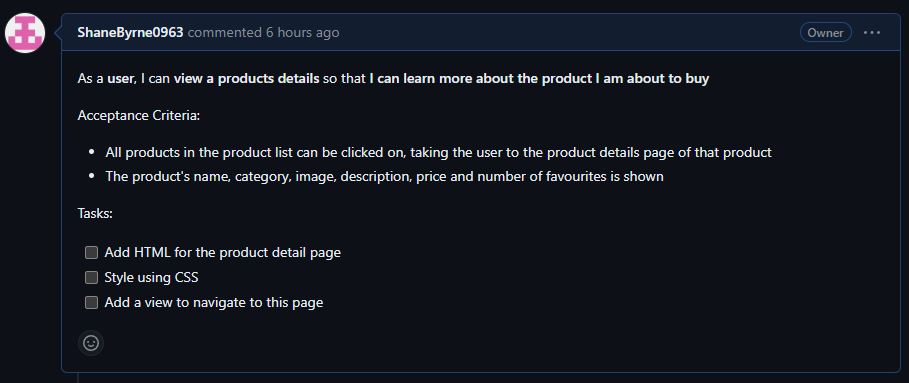 ShaneByrne0963 commented 6 hours ago Owner
As a user, I can view a products details so that I can learn more about the product I am about to buy
Acceptance Criteria:
All products in the product list can be clicked on, taking the user to the product details page of that product
The product's name, category, image, description, price and number of favourites is shown
Tasks:
Add HTML for the product detail page
Style using CSS
Add a view to navigate to this page